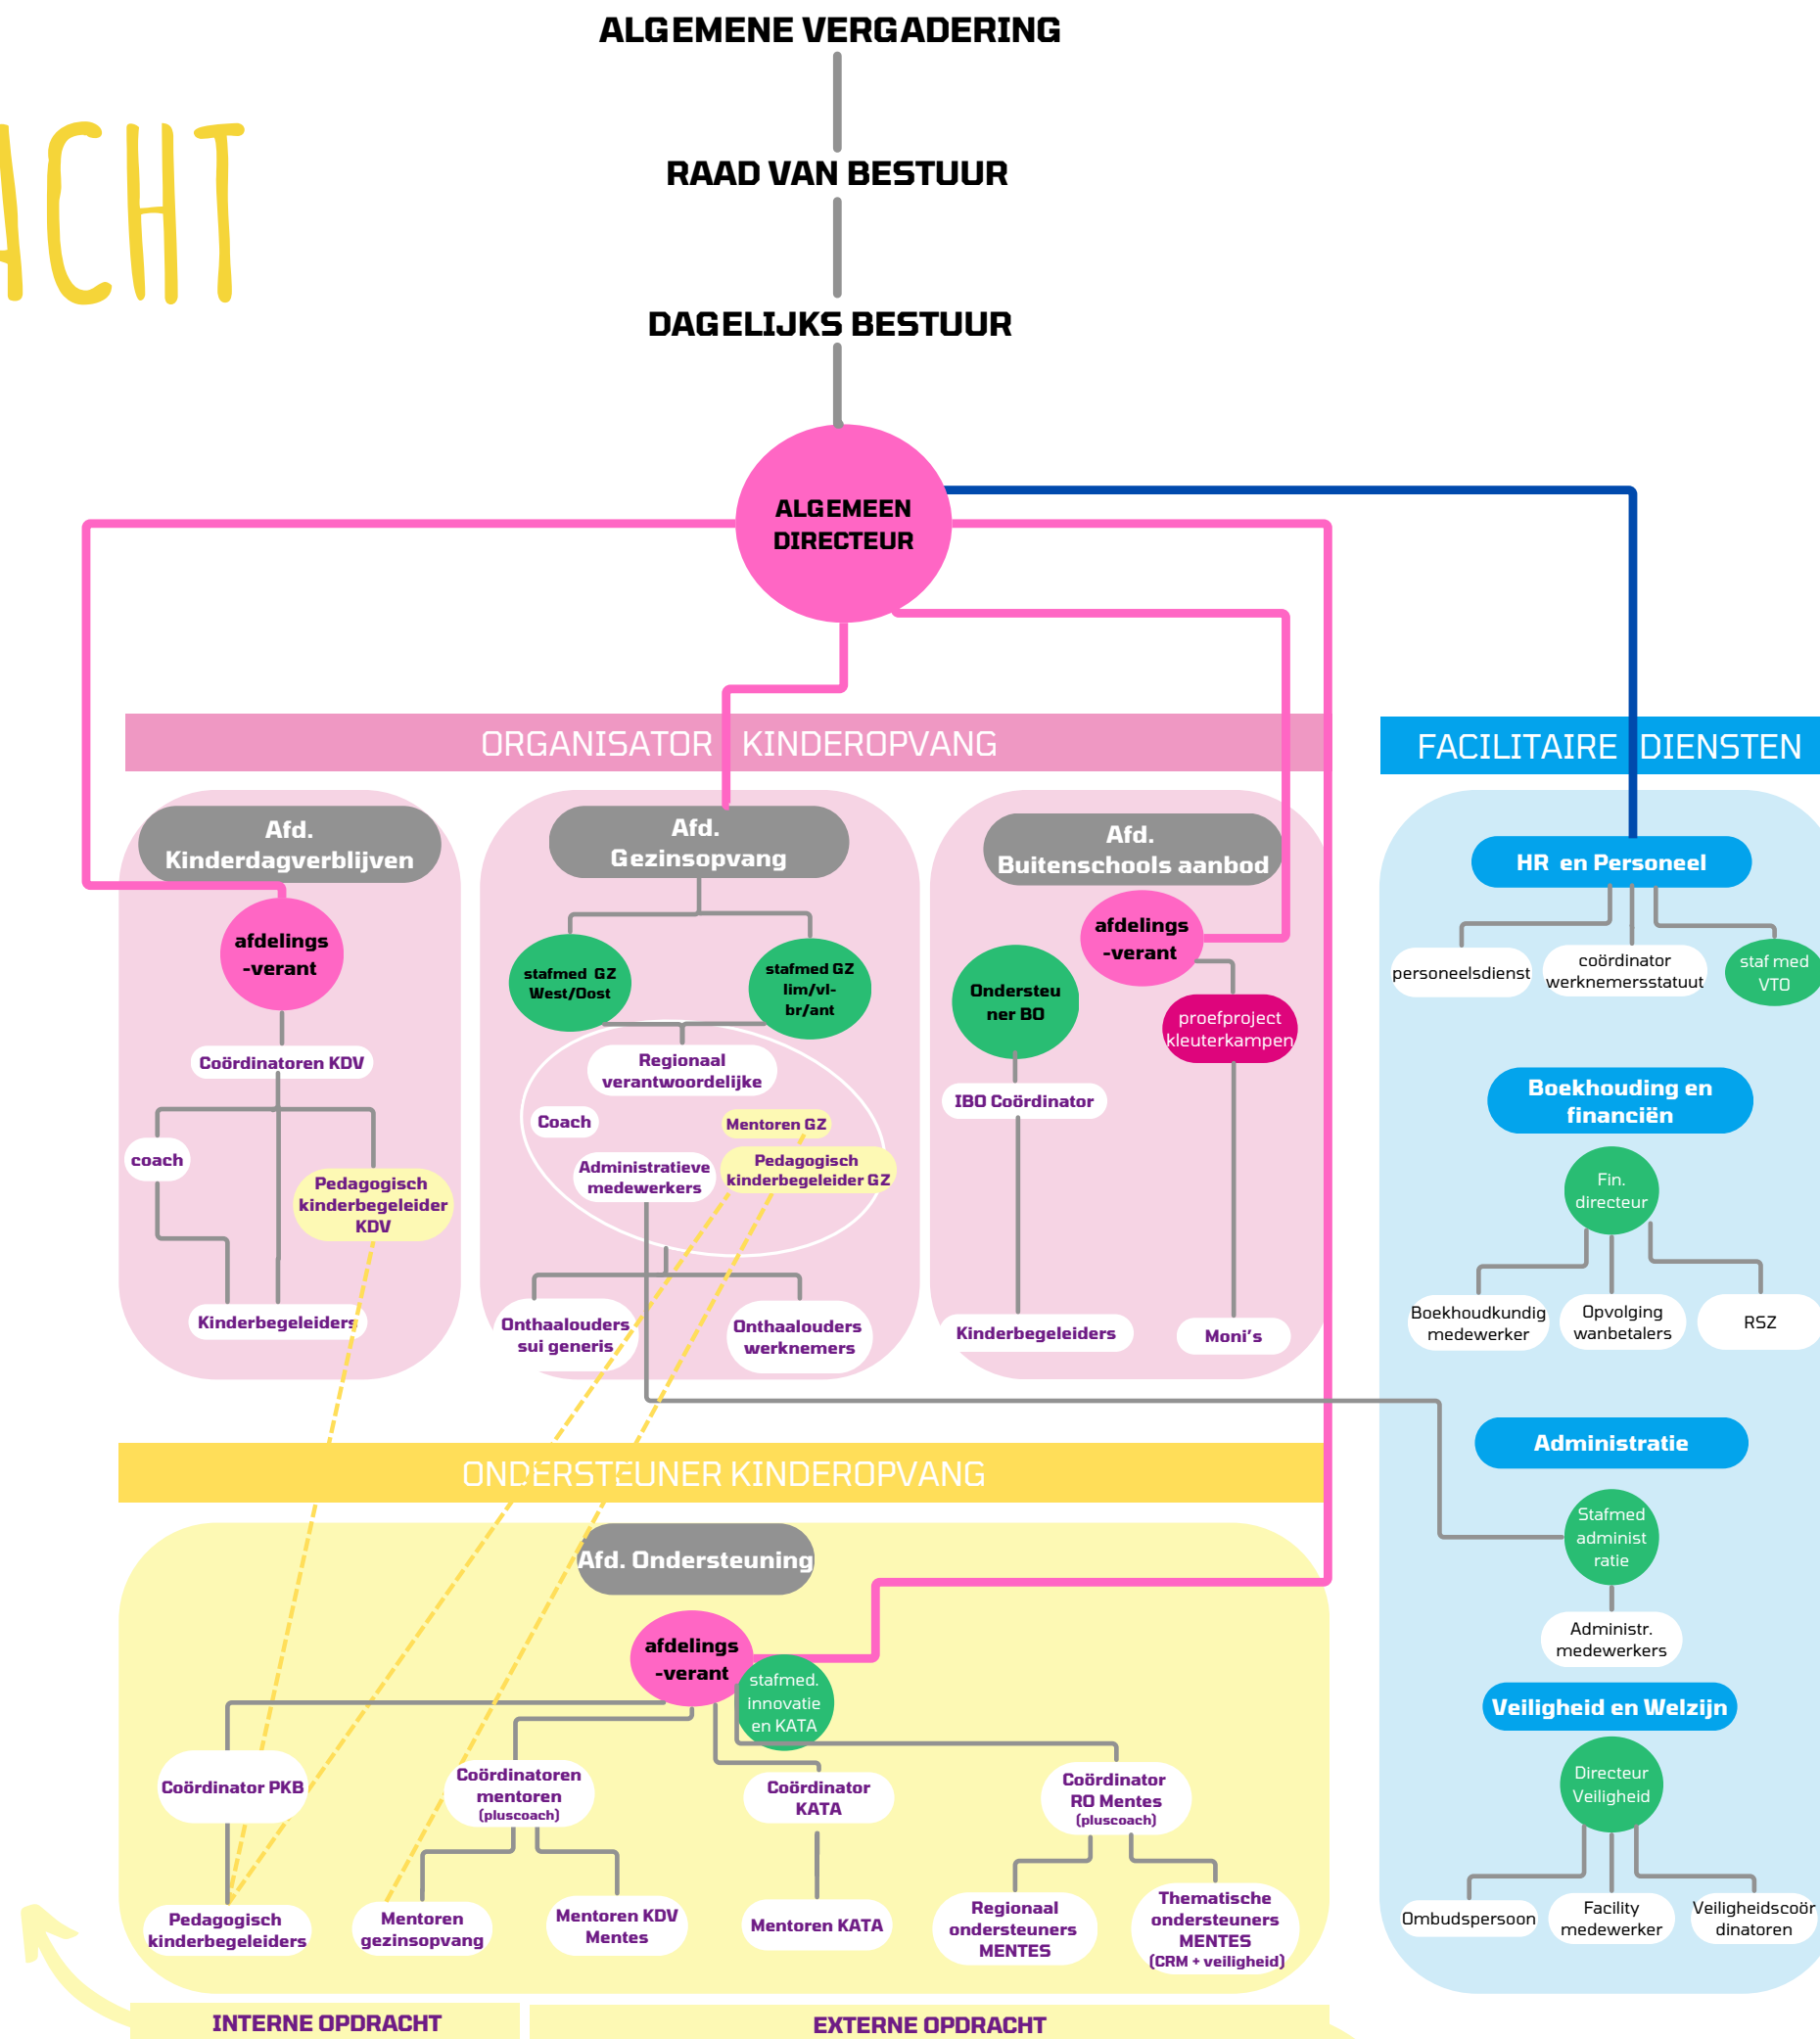 ALGEMENE VERGADERING
ACHT
RAAD VAN BESTUUR
DAGELIJKS BESTUUR
ALGEMEEN
DIRECTEUR
ORGANISATOR KINDEROPVANG
Afd.
Kinderdagverblijven
afdelings
-verant
Coördinatoren KDV
coach
Pedagogisch
kinderbegeleider
KDV
Kinderbegeleiders
Afd.
Gezinsopvang
stafmed GZ
West/Oost
stafmed GZ
lim/vl-
br/ant
Regionaal
verantwoordelijke
Coach
Mentoren GZ
Administratieve
medewerkers
Pedagogisch
kinderbegeleider GZ
Onthaalouders
sui generis
Onthaalouders
werknemers
Afd.
Buitenschools aanbod
afdelings
-verant
Ondersteu
ner BO
proefproject
kleuterkampen
IBO Coördinator
Kinderbegeleiders
Moni's
FACILITAIRE DIENSTEN
HR en Personeel
personeelsdienst
coördinator
werknemersstatuut
staf med
VTO
Boekhouding en
financiën
Fin.
directeur
Boekhoudkundig
medewerker
Opvolging
wanbetalers
RSZ
Administratie
Stafmed
administ
ratie
Administr.
medewerkers
Veiligheid en Welzijn
Directeur
Veiligheid
Ombudspersoon
Facility
medewerker
Veiligheidscoör
dinatoren
ONDERSTEUNER KINDEROPVANG
Afd. Ondersteuning
afdelings
-verant
stafmed.
innovatie
en KATA
Coördinator PKB
Coördinatoren
mentoren
(pluscoach)
Coördinator
KATA
Coördinator
RO Mentes
(pluscoach)
Pedagogisch
kinderbegeleiders
Mentoren
gezinsopvang
Mentoren KDV
Mentes
Mentoren KATA
Regionaal
ondersteuners
MENTES
Thematische
ondersteuners
MENTES
(CRM + veiligheid)
INTERNE OPDRACHT
EXTERNE OPDRACHT